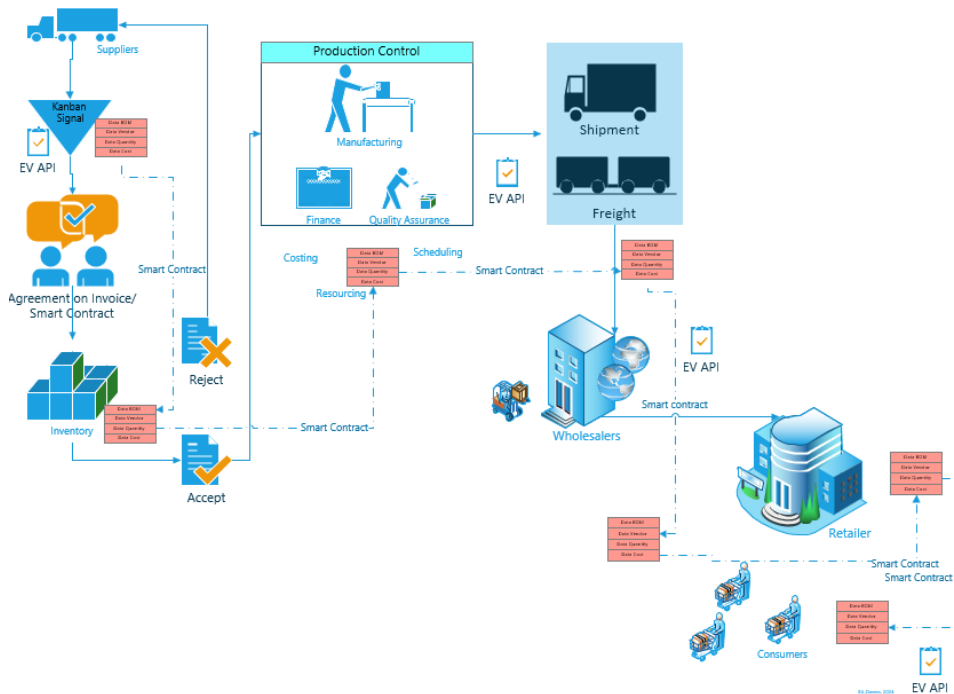 Suppliers
Kanban
Signal
Data BOM
Data Vendor
Data Quantity
Data Cost
EV API
Smart Contract
Agreement on Invoice/
Smart Contract
Reject
Inventory
Data BOM
Data Vendor
Data Quantity
Data Cost
Accept
Production Control
Manufacturing
Finance
Quality Assurance
EV API
Shipment
Freight
Costing
Scheduling
Resourcing
Data BOM
Data Vendor
Data Quantity
Data Cost
Smart Contract
Smart Contract
Data BOM
Data Vendor
Data Quantity
Data Cost
EV API
Wholesalers
Smart contract
Retailer
Data BOM
Data Vendor
Data Quantity
Data Cost
Data BOM
Data Vendor
Data Quantity
Data Cost
Smart Contract
Smart Contract
Consumers
Data BOM
Data Vendor
Data Quantity
Data Cost
EV API